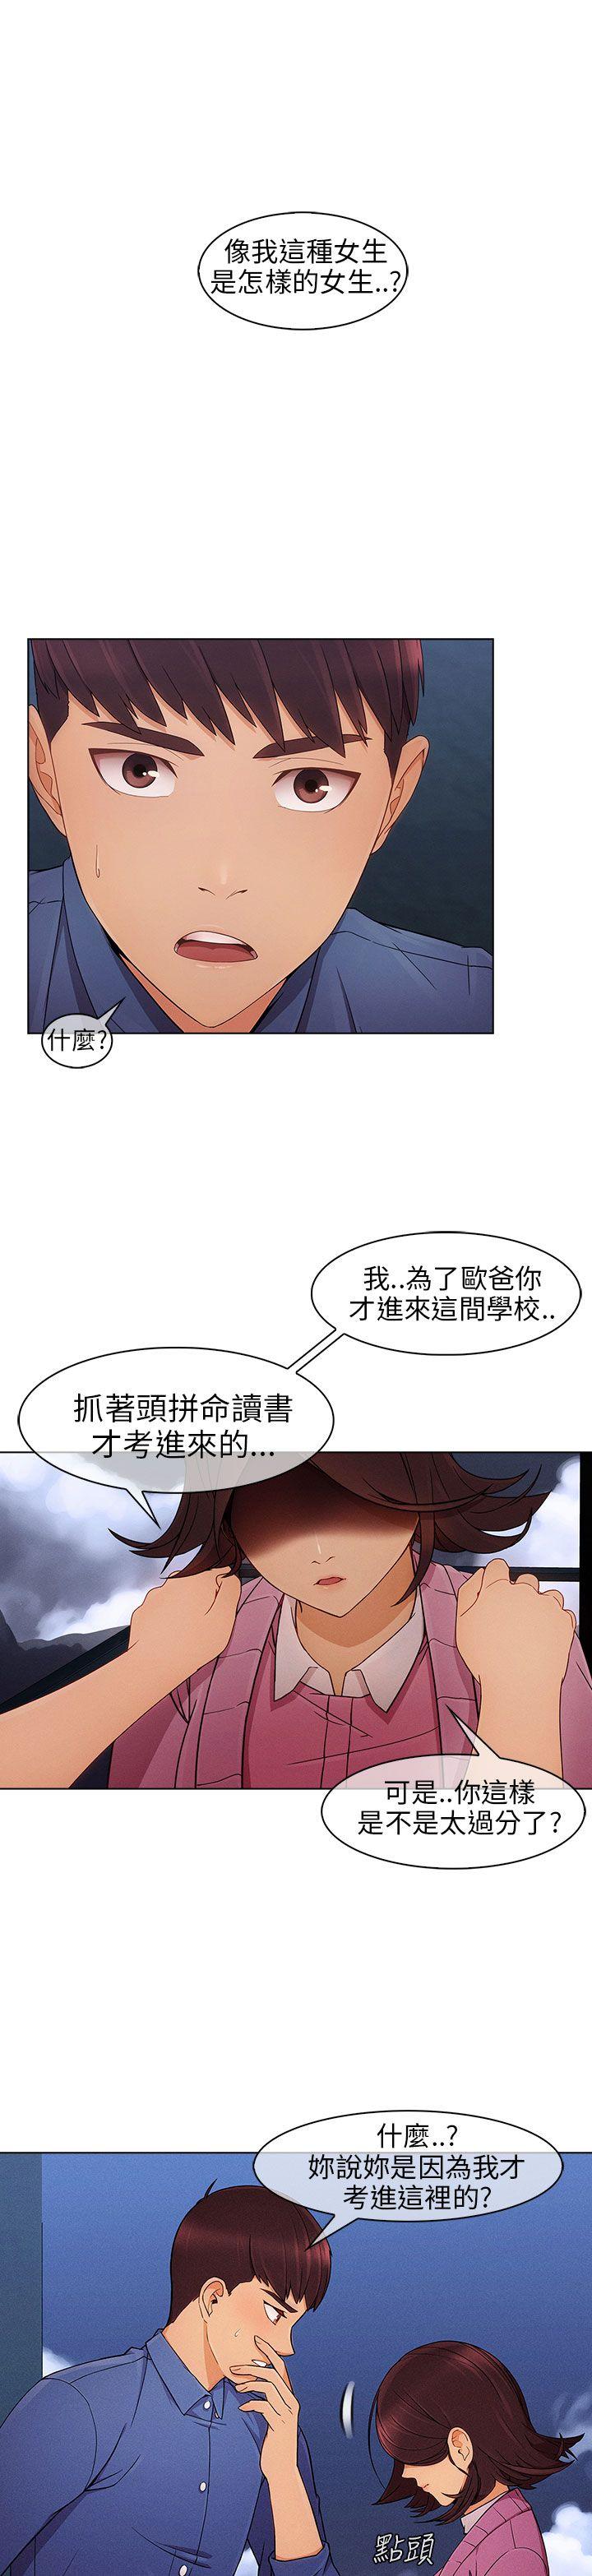 像我這種女生
是怎樣的女生..?
什麼?
我..為了歐爸你
才進來這間學校..
抓著頭拼命讀書
才考進來的...
可是..你這樣
是不是太過分了?
什麼..?
妳說妳是因為我才
考進這裡的?
點頭